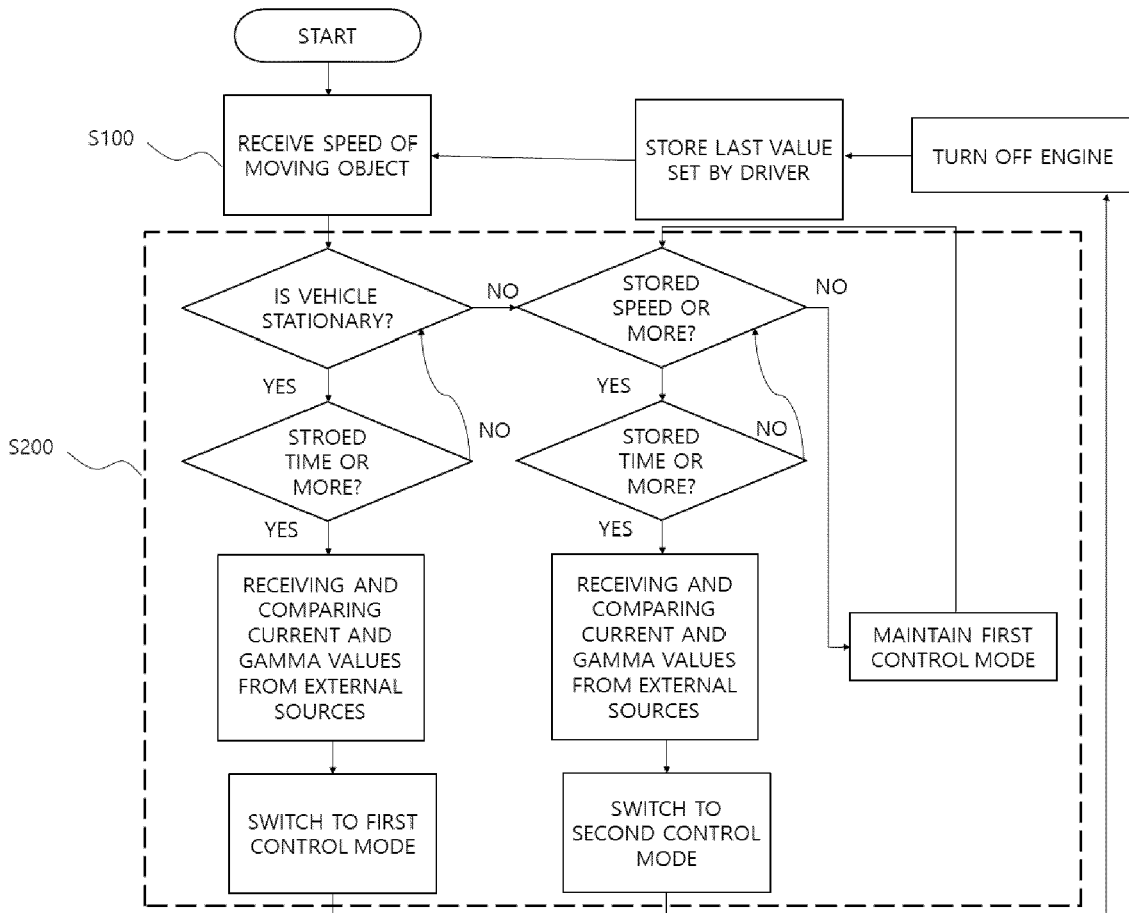 START
S100
RECEIVE SPEED OF
MOVING OBJECT
STORE LAST VALUE
SET BY DRIVER
TURN OFF ENGINE
IS VEHICLE
STATIONARY?
NO
STORED
SPEED OR
MORE?
NO
YES
YES
S200
STROED
TIME OR
MORE?
NO
STORED
TIME OR
MORE?
NO
YES
YES
RECEIVING AND
COMPARING
CURRENT AND
GAMMA VALUES
FROM EXTERNAL
SOURCES
RECEIVING AND
COMPARING
CURRENT AND
GAMMA VALUES
FROM EXTERNAL
SOURCES
MAINTAIN FIRST
CONTROL MODE
SWITCH TO FIRST
CONTROL MODE
SWITCH TO
SECOND CONTROL
MODE